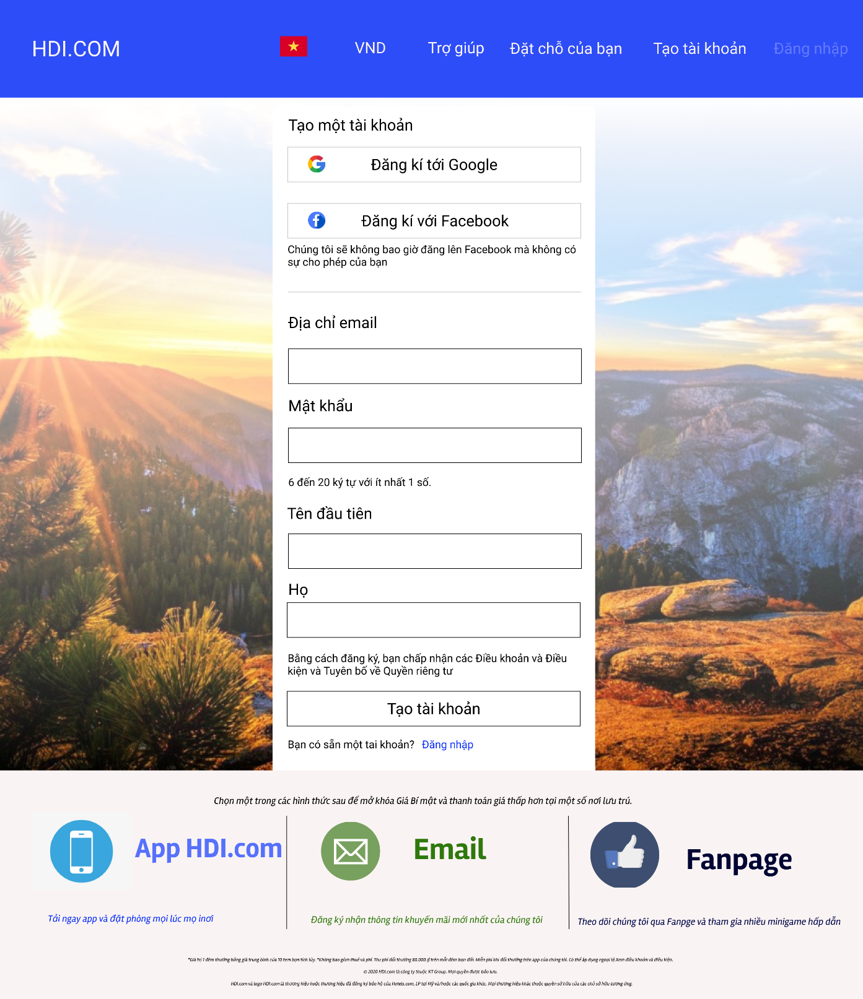 HDI.COM
VND
Trợ giúp
Đặt chỗ của bạn
Tạo tài khoản
Đăng nhập
Tạo một tài khoản
Đăng kí tới Google
Đăng kí với Facebook
Chúng tôi sẽ không bao giờ đăng lên Facebook mà không có
sự cho phép của bạn
Địa chỉ email
Mật khẩu
6 đến 20 ký tự với ít nhất 1 số.
Tên đầu tiên
Họ
Bằng cách đăng ký, bạn chấp nhận các Điều khoản và Điều
kiện và Tuyên bố về Quyền riêng tư
Tạo tài khoản
Bạn có sẵn một tai khoản? Đăng nhập
Chọn một trong các hình thức sau để mở khóa Giá Bí mật và thanh toán giá thấp hơn tại một số nơi lưu trú.
App HDI.com
Email
Fanpage
Tải ngay app và đặt phòng mọi lúc mọ inơi
Đăng ký nhận thông tin khuyến mãi mới nhất của chúng tôi
Theo dõi chúng tôi qua Fanpge và tham gia nhiều minigame hấp dẫn
*Giá trị 1 đêm thưởng bằng giá trung bình của 10 tem bạn tích lũy. *Không bao gồm thuế và phí. Thu phí đổi thưởng 80.000 ₫ trên mỗi đêm bạn đổi. Miễn phí khi đổi thưởng trên app của chúng tôi. Có thể áp dụng ngoại lệ.Xem điều khoản và điều kiện.
© 2020 HDI.com là công ty thuộc KT Group. Mọi quyền được bảo lưu.
HDI.com và logo HDI.com là thương hiệu hoặc thương hiệu đã đăng ký bảo hộ của Hotels.com, LP tại Mỹ và/hoặc các quốc gia khác. Mọi thương hiệu khác thuộc quyền sở hữu của các chủ sở hữu tương ứng.